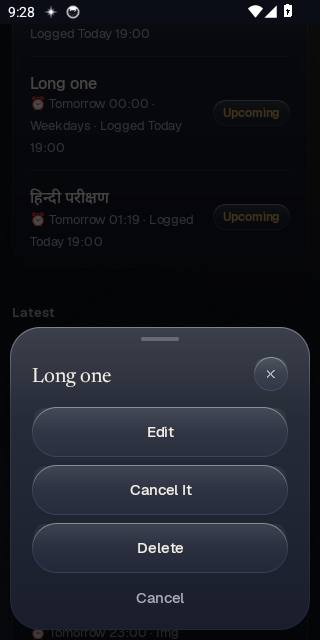 9:28
Logged Today 19:00
Long one
⏰ Tomorrow 00:00 ·
Weekdays · Logged Today
19:00
Upcoming
हिन्दी परीक्षण
⏰ Tomorrow 01:19 · Logged
Today 19:00
Upcoming
Latest
Long one
Edit
Cancel It
Delete
Cancel
Tomorrow 23:00 · Img